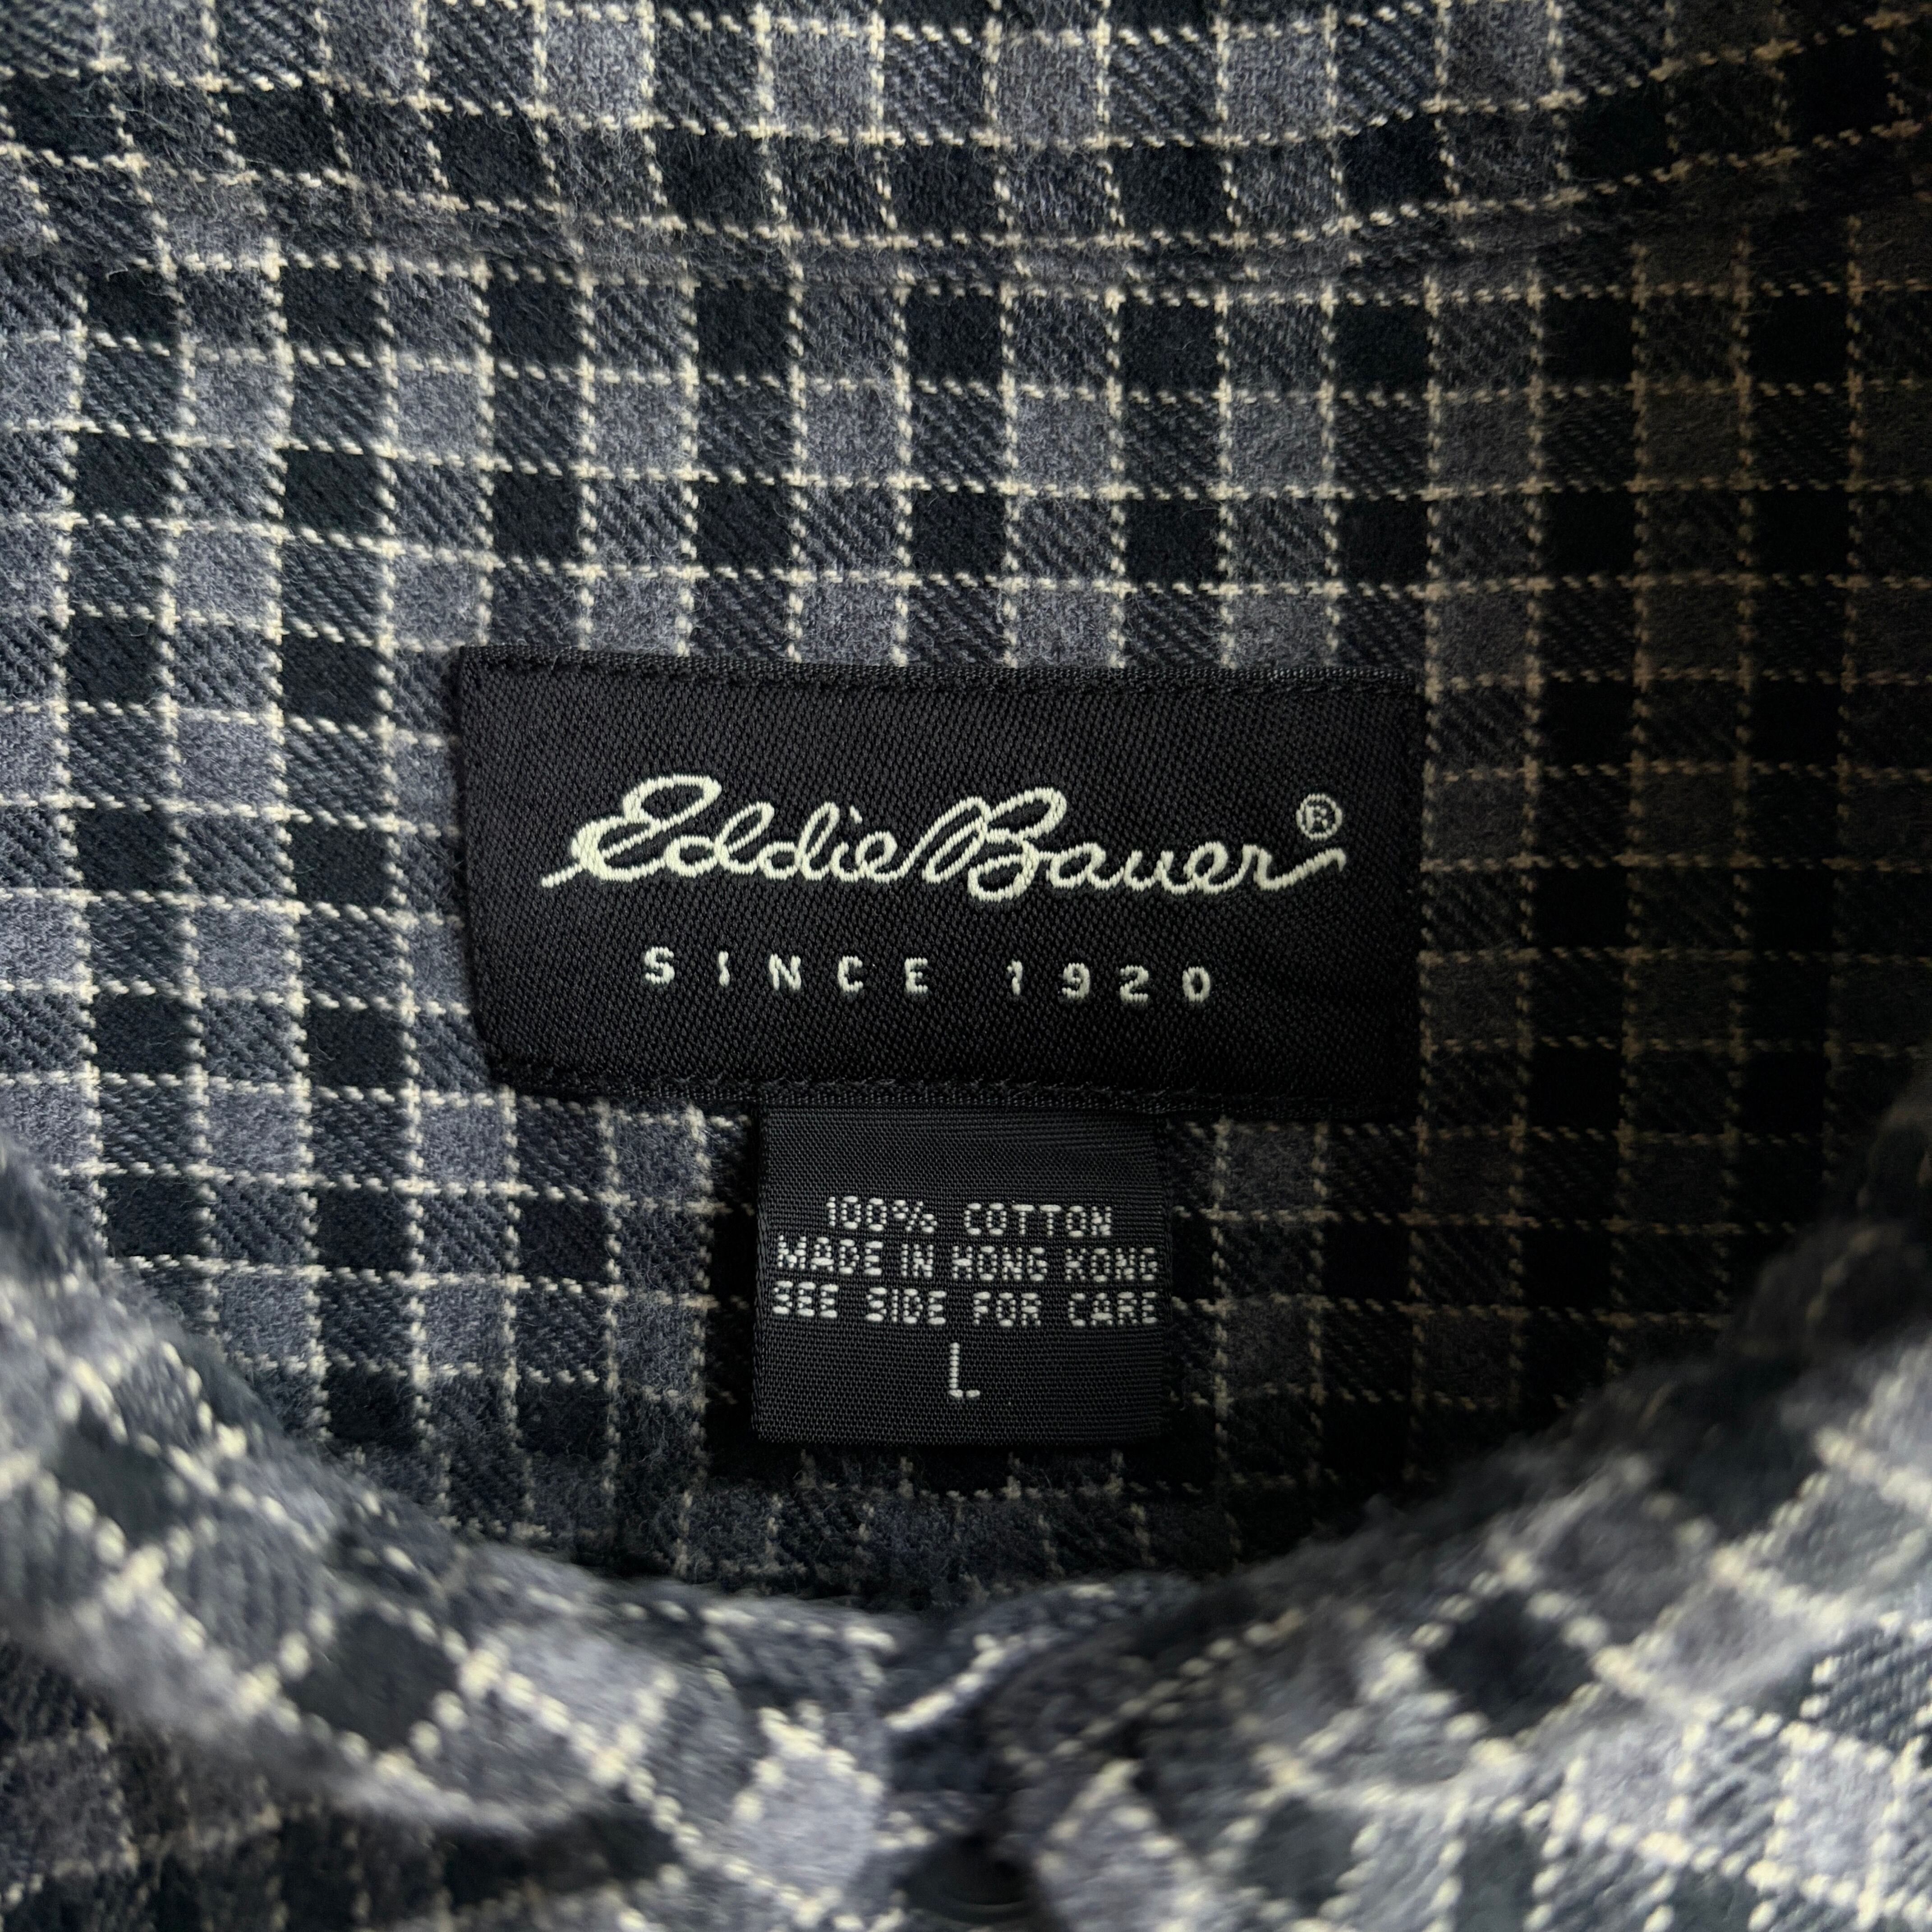 Eddie Bauer®
SINCE 1920
100% COTTON
MADE IN HONG KONG
SEE SIDE FOR CARE
L